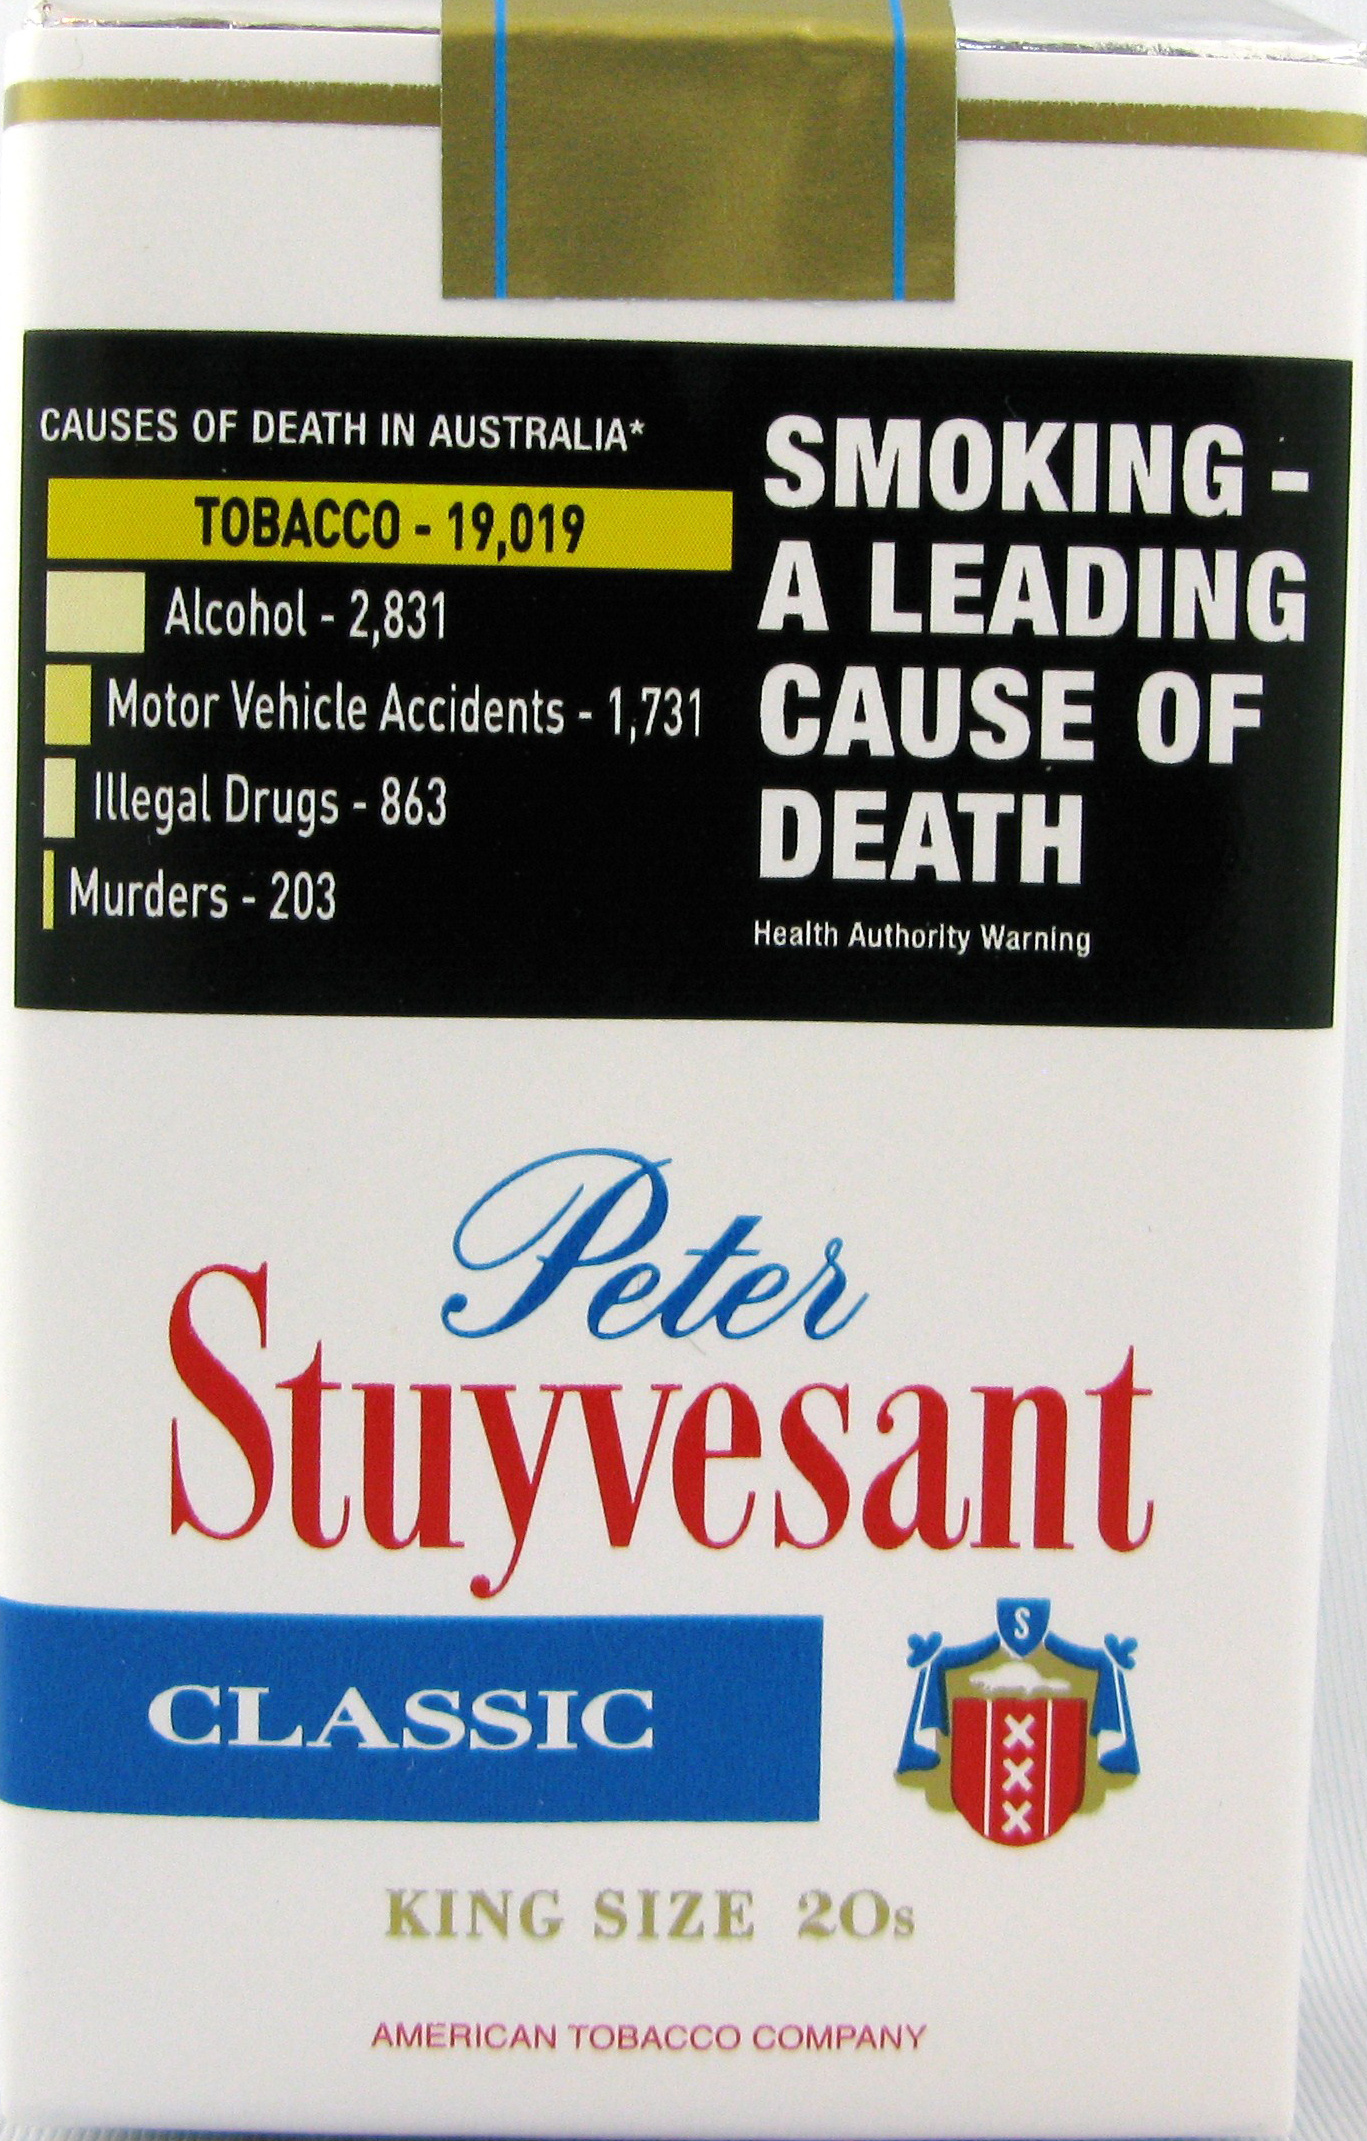 CAUSES OF DEATH IN AUSTRALIA*
TOBACCO - 19,019
Alcohol - 2,831
Motor Vehicle Accidents - 1,731
Illegal Drugs - 863
Murders - 203
SMOKING -
A LEADING
CAUSE OF
DEATH
Health Authority Warning
Peter
Stuyvesant
CLASSIC
S
XXX
KING SIZE 20s
AMERICAN TOBACCO COMPANY